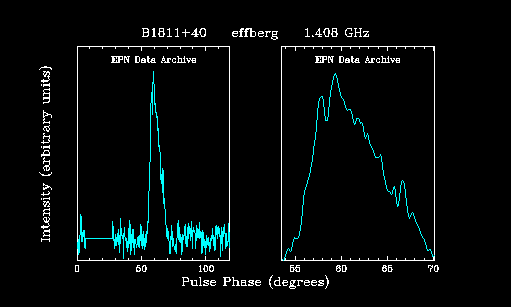 B1811+40 effberg 1.408 GHz
EPN Data Archive
EPN Data Archive
Intensity (arbitrary units)
0 50 100
55 60 65 70
Pulse Phase (degrees)